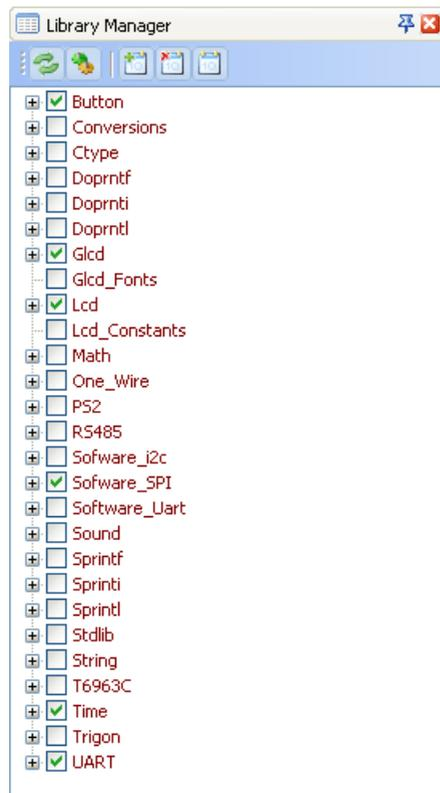 Library Manager
Button
Conversions
Ctype
Doprntf
Doprnti
Doprntl
Glcd
Glcd_Fonts
Lcd
Lcd_Constants
Math
One_Wire
PS2
RS485
Sofware_i2c
Sofware_SPI
Software_Uart
Sound
Sprintf
Sprinti
Sprintl
Stdlib
String
T6963C
Time
Trigon
UART